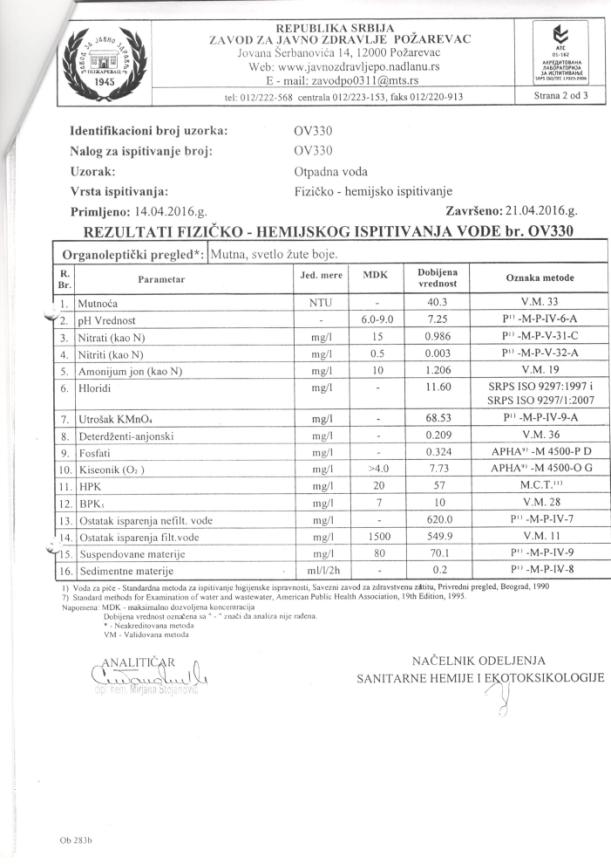 ZAVOD ZA JAVNO ZDRAVLJE
POŽAREVAC
1945
REPUBLIKA SRBIJA
ZAVOD ZA JAVNO ZDRAVLJE POŽAREVAC
Jovana Šerbanovića 14, 12000 Požarevac
Web: www.javnozdravljepo.nadlanu.rs
E - mail: zavodpo0311@mts.rs
tel: 012/222-568 centrala 012/223-153, faks 012/220-913
АТС
01-162
АКРЕДИТОВАНА
ЛАБОРАТОРИЈА
ЗА ИСПИТИВАЊЕ
Strana 2 od 3
Identifikacioni broj uzorka: OV330
Nalog za ispitivanje broj: OV330
Uzorak: Otpadna voda
Vrsta ispitivanja: Fizičko - hemijsko ispitivanje
Primljeno: 14.04.2016.g. Završeno: 21.04.2016.g.
REZULTATI FIZIČKO - HEMIJSKOG ISPITIVANJA VODE br. OV330
Organoleptički pregled*: Mutna, svetlo žute boje.
R. Br. Parametar Jed. mere MDK Dobijena vrednost Oznaka metode
1. Mutnoća NTU - 40.3 V.M. 33
2. pH Vrednost - 6.0-9.0 7.25 P¹⁾ -M-P-IV-6-A
3. Nitrati (kao N) mg/l 15 0.986 P¹⁾ -M-P-V-31-C
4. Nitriti (kao N) mg/l 0.5 0.003 P¹⁾ -M-P-V-32-A
5. Amonijum jon (kao N) mg/l 10 1.206 V.M. 19
6. Hloridi mg/l - 11.60 SRPS ISO 9297:1997 i
SRPS ISO 9297/1:2007
7. Utrošak KMnO₄ mg/l - 68.53 P¹⁾ -M-P-IV-9-A
8. Deterdženti-anjonski mg/l - 0.209 V.M. 36
9. Fosfati mg/l - 0.324 APHA -M 4500-P D
10. Kiseonik (O₂ ) mg/l >4.0 7.73 APHA -M 4500-O G
11. HPK mg/l 20 57 M.C.T.
12. BPK₅ mg/l 7 10 V.M. 28
13. Ostatak isparenja nefilt. vode mg/l - 620.0 P¹⁾ -M-P-IV-7
14. Ostatak isparenja filt.vode mg/l 1500 549.9 V.M. 11
15. Suspendovane materije mg/l 80 70.1 P¹⁾ -M-P-IV-9
16. Sedimentne materije ml/l/2h - 0.2 P¹⁾ -M-P-IV-8
1) Voda za piće - Standardna metoda za ispitivanje higijenske ispravnosti, Savezni zavod za zdravstvenu zaštitu, Privredni pregled, Beograd, 1990
7) Standard methods for Examination of water and wastewater, American Public Health Association, 19th Edition, 1995.
Napomena: MDK - maksimalno dozvoljena koncentracija
Dobijena vrednost označena sa " - " znači da analiza nije rađena.
* - Neakreditovana metoda
VM - Validovana metoda
ANALITIČAR
Mirjana Stojanović
NAČELNIK ODELJENJA
SANITARNE HEMIJE I EKOTOKSIKOLOGIJE
Ob 283b